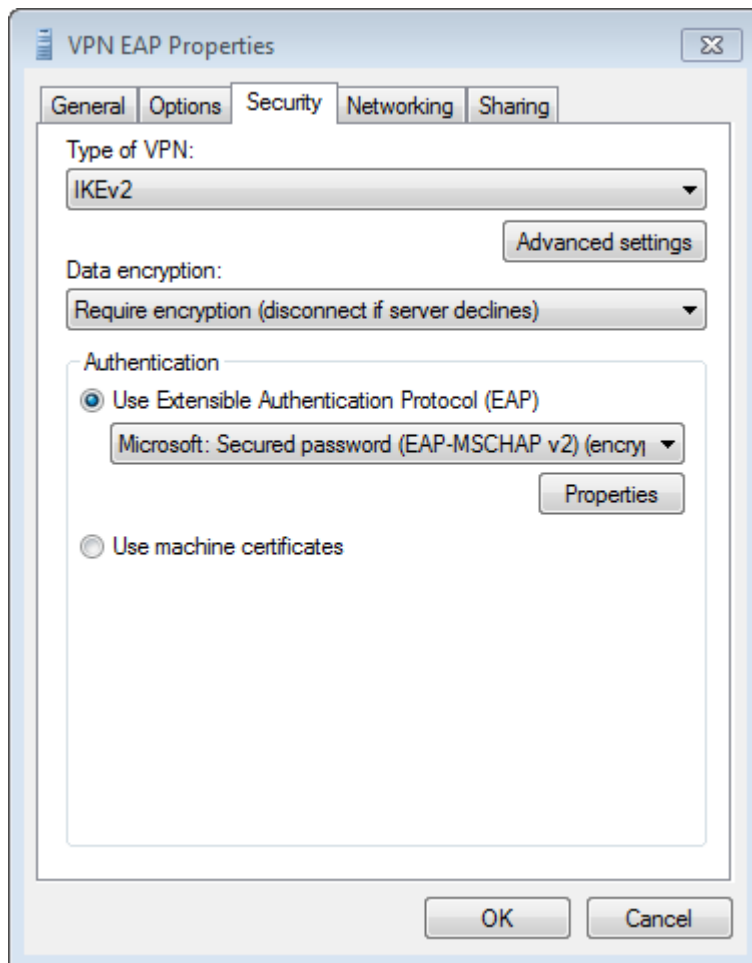 VPN EAP Properties
General Options Security Networking Sharing
Type of VPN:
IKEv2
Advanced settings
Data encryption:
Require encryption (disconnect if server declines)
Authentication
Use Extensible Authentication Protocol (EAP)
Microsoft: Secured password (EAP-MSCHAP v2) (encry
Properties
Use machine certificates
OK Cancel